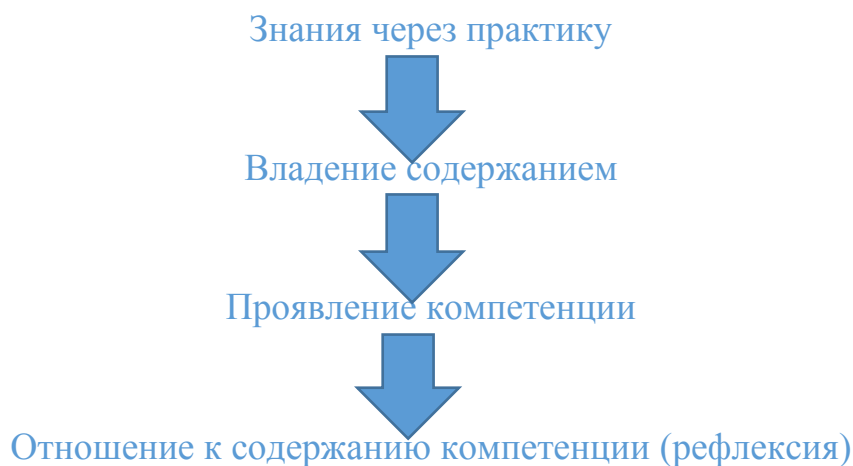 Знания через практику
Владение содержанием
Проявление компетенции
Отношение к содержанию компетенции (рефлексия)